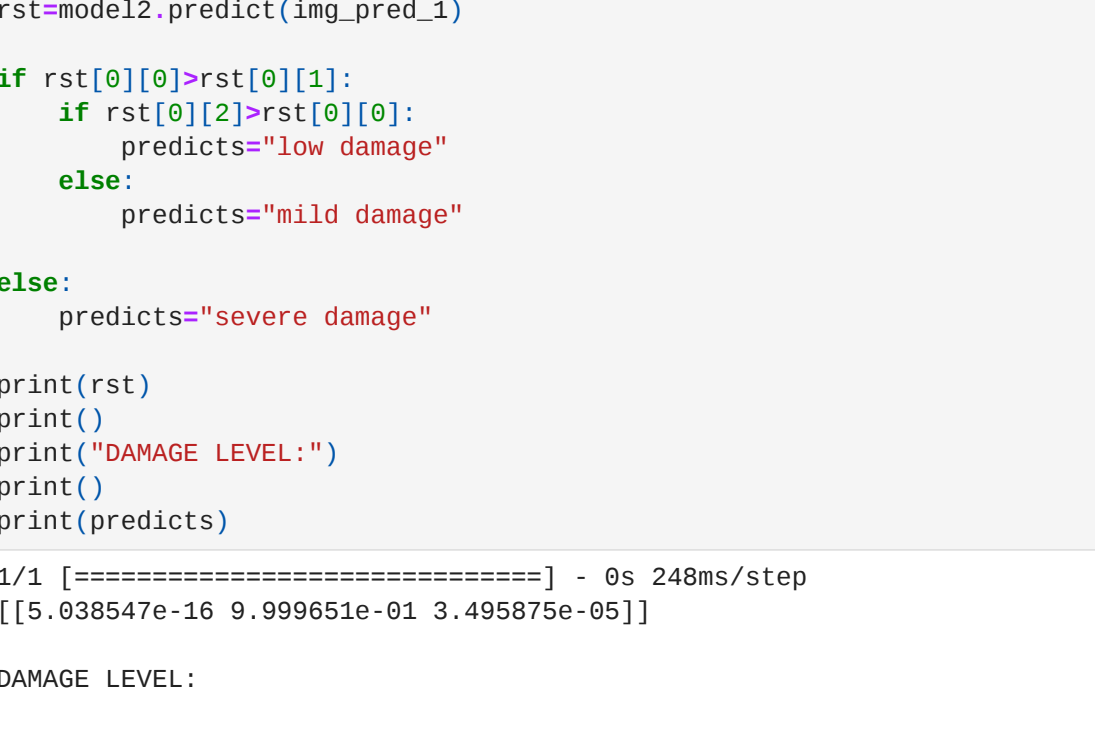 rst=model2.predict(img_pred_1)
if rst[0][0]>rst[0][1]:
    if rst[0][2]>rst[0][0]:
        predicts="low damage"
    else:
        predicts="mild damage"
else:
    predicts="severe damage"
print(rst)
print()
print("DAMAGE LEVEL:")
print()
print(predicts)
1/1 [==============================] - 0s 248ms/step
[[5.038547e-16 9.999651e-01 3.495875e-05]]
DAMAGE LEVEL: